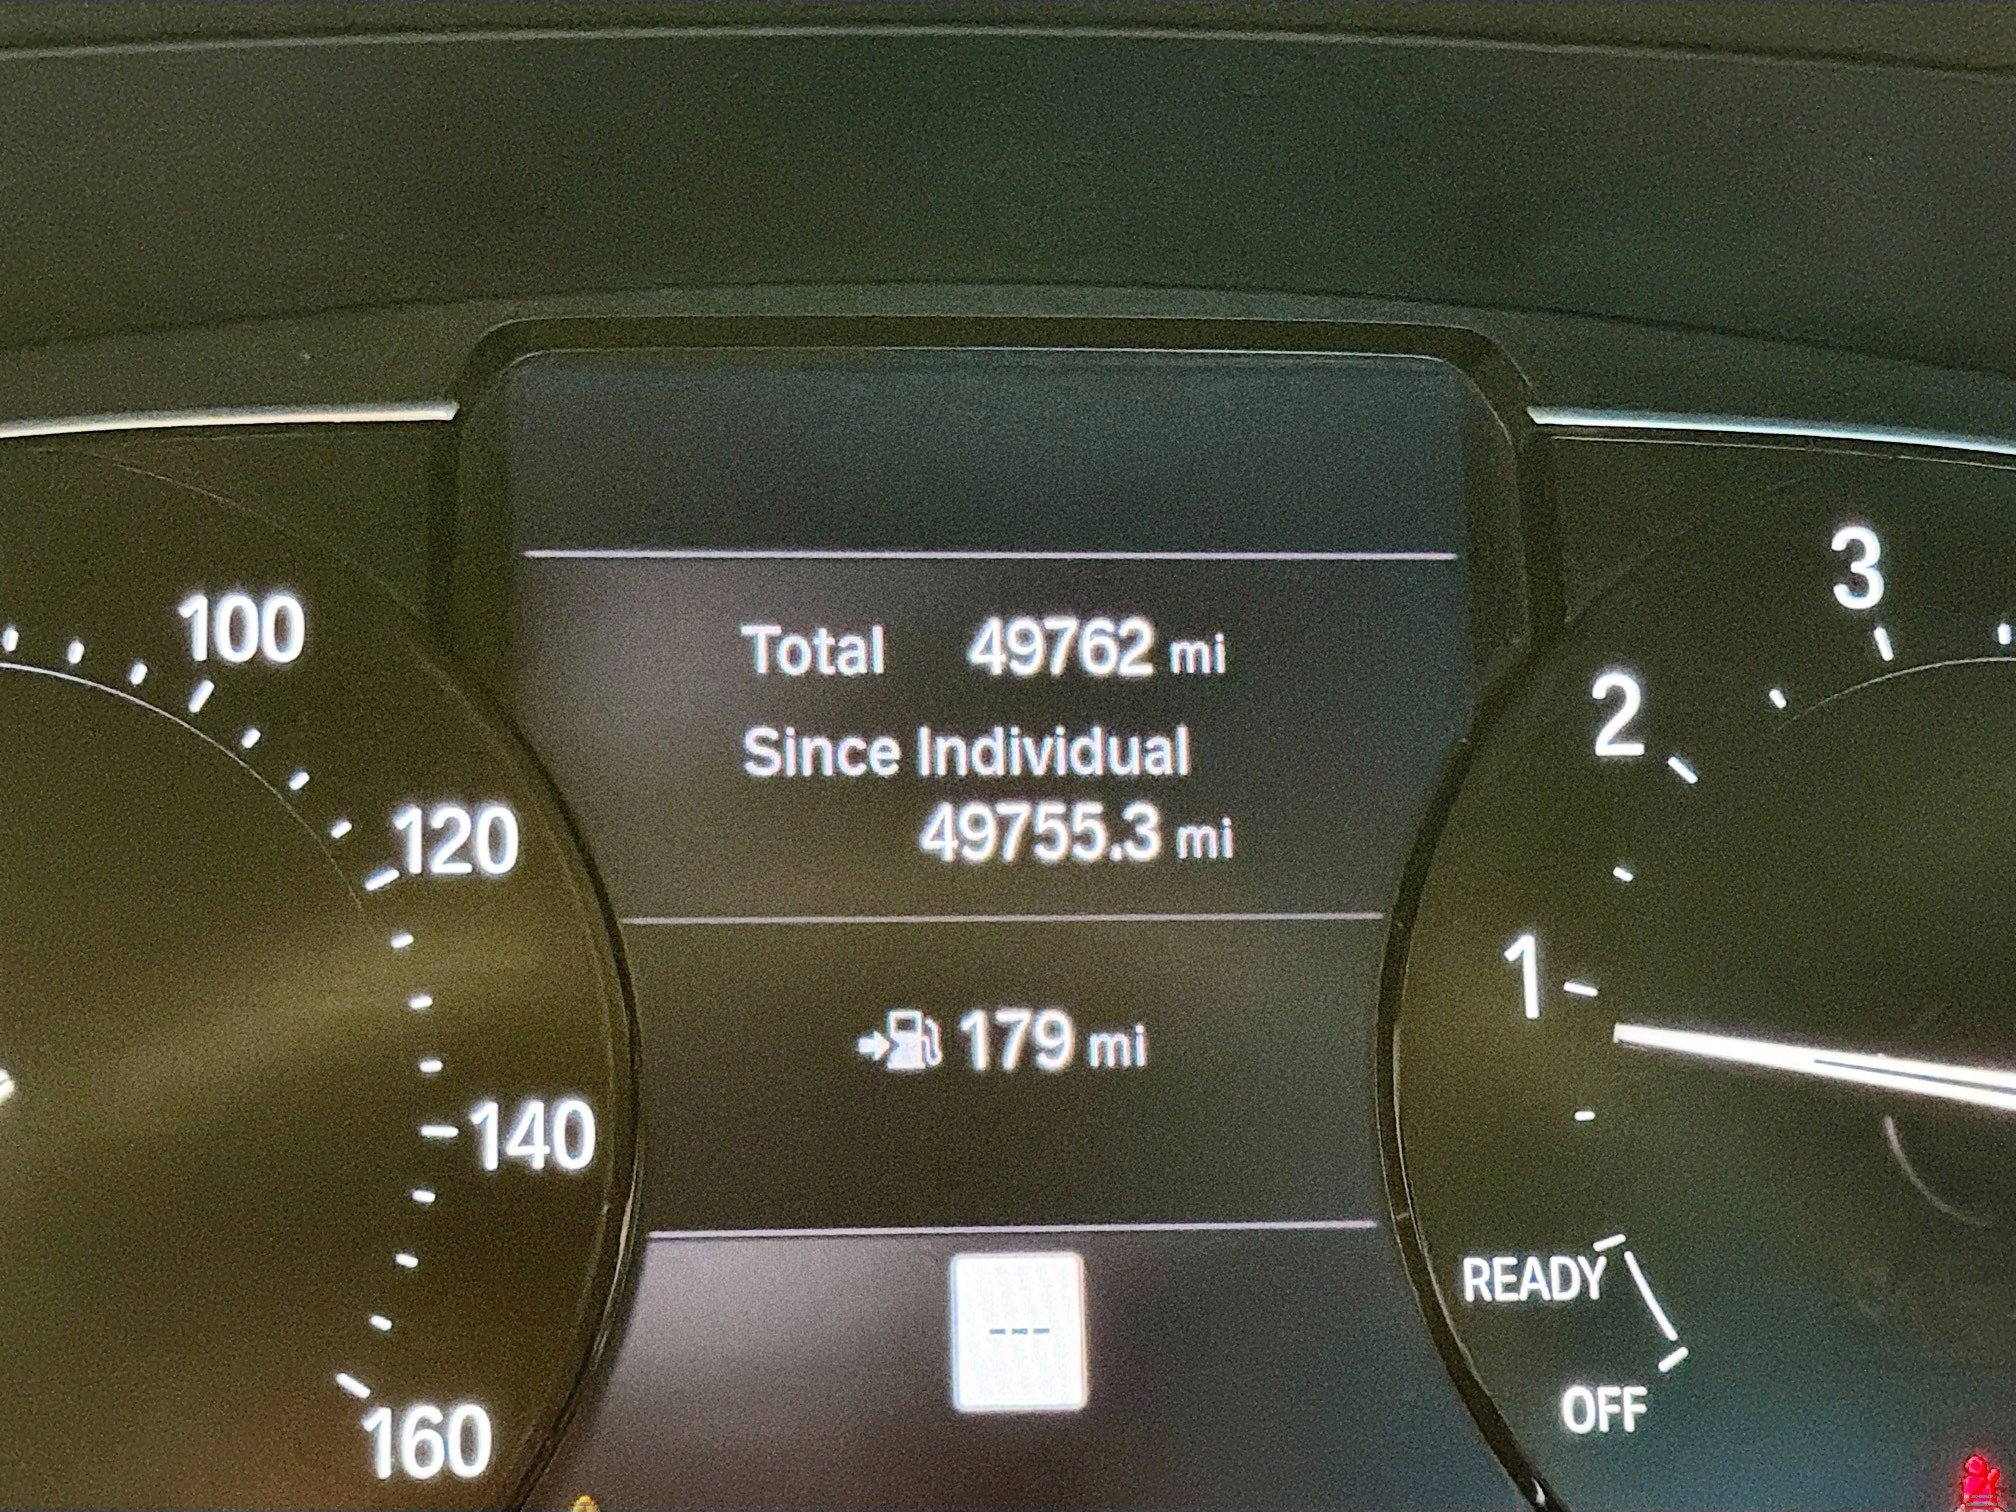 Total 49762 mi
Since Individual
49755.3 mi
179 mi
---
100
120
140
160
3
2
1
READY
OFF